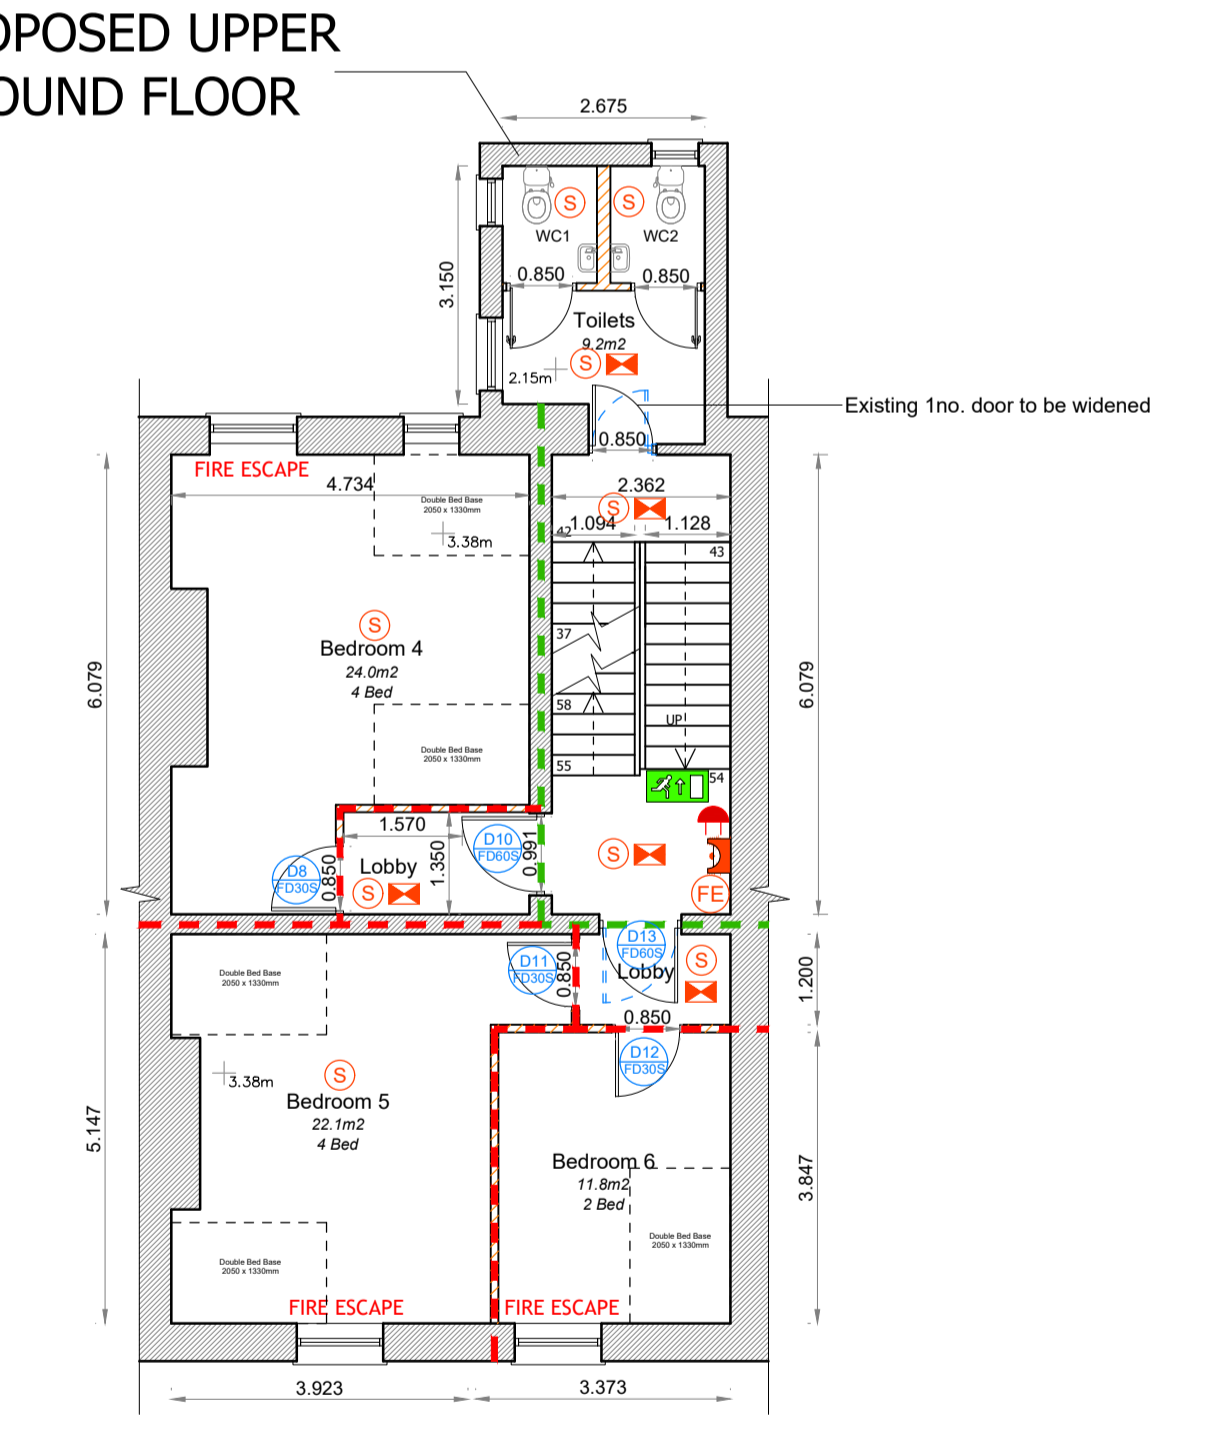 OPOSED UPPER
OUND FLOOR
2.675
S
S
WC1
WC2
0.850
0.850
3.150
Toilets
9.2m2
S
2.15m
Existing 1no. door to be widened
0.850
FIRE ESCAPE
4.734
2.362
Double Bed Base
2050 x 1330mm
S
42
1.094
1.128
3.38m
43
S
37
Bedroom 4
24.0m2
4 Bed
6.079
6.079
58
UP
Double Bed Base
2050 x 1330mm
55
54
1.570
D10
FD60S
0.991
Lobby
1.350
S
D8
FD30S
0.850
S
FE
D13
FD60S
D11
FD30S
0.850
Lobby
S
1.200
Double Bed Base
2050 x 1330mm
0.850
D12
FD30S
3.38m
S
Bedroom 5
22.1m2
4 Bed
5.147
Bedroom 6
11.8m2
2 Bed
3.847
Double Bed Base
2050 x 1330mm
Double Bed Base
2050 x 1330mm
FIRE ESCAPE
FIRE ESCAPE
3.923
3.373